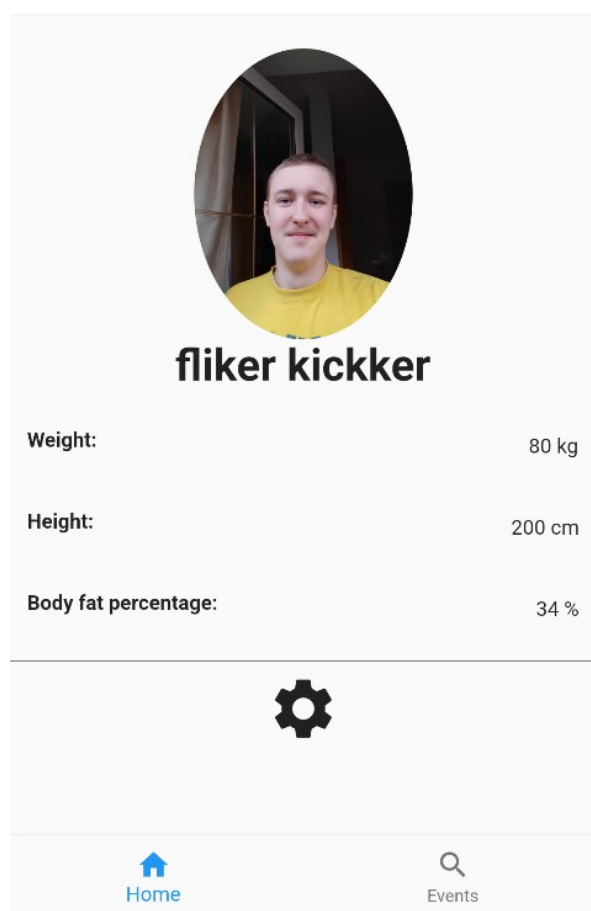 fliker kickker
Weight: 80 kg
Height: 200 cm
Body fat percentage: 34 %
Home Events